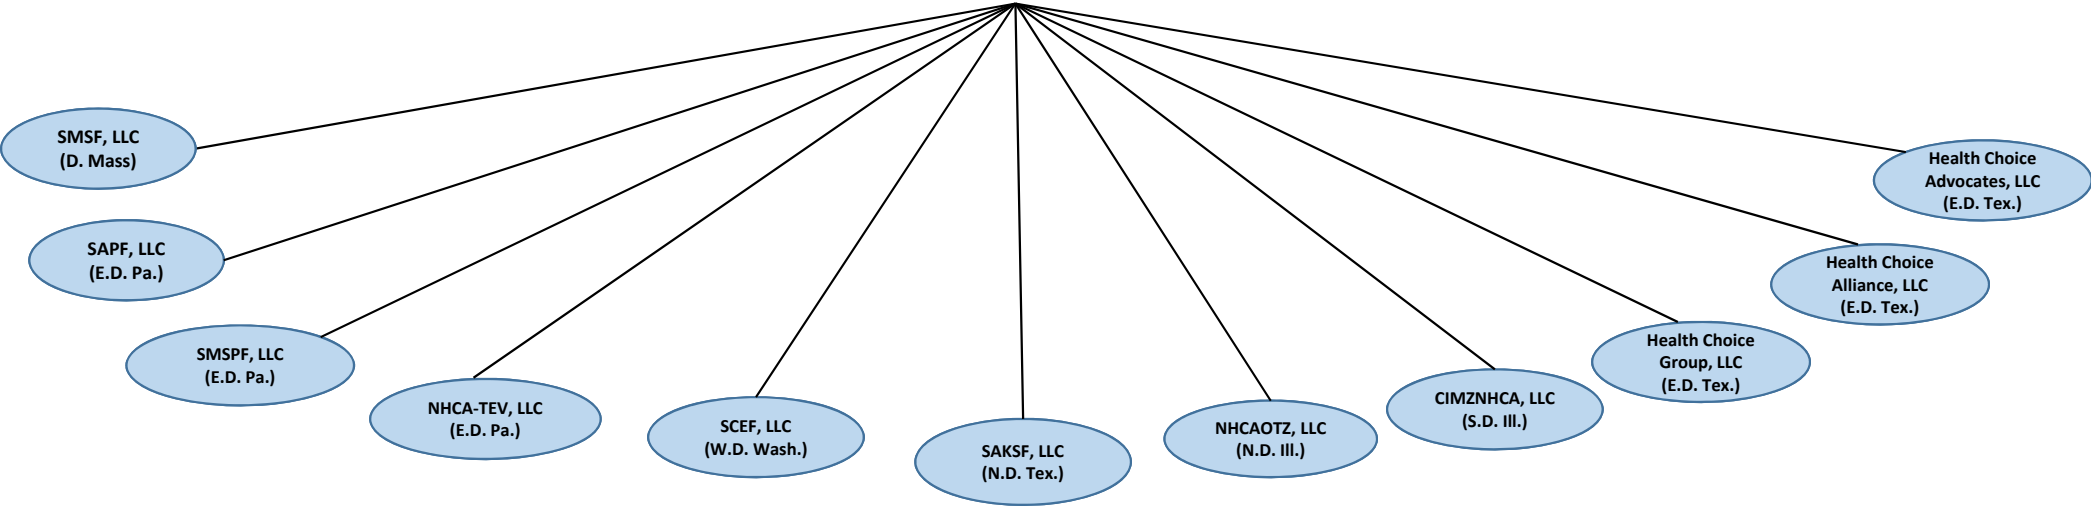 SMSF, LLC
(D. Mass)
SAPF, LLC
(E.D. Pa.)
SMSPF, LLC
(E.D. Pa.)
NHCA-TEV, LLC
(E.D. Pa.)
SCEF, LLC
(W.D. Wash.)
SAKSF, LLC
(N.D. Tex.)
NHCAOTZ, LLC
(N.D. Ill.)
CIMZNHCA, LLC
(S.D. Ill.)
Health Choice
Group, LLC
(E.D. Tex.)
Health Choice
Alliance, LLC
(E.D. Tex.)
Health Choice
Advocates, LLC
(E.D. Tex.)